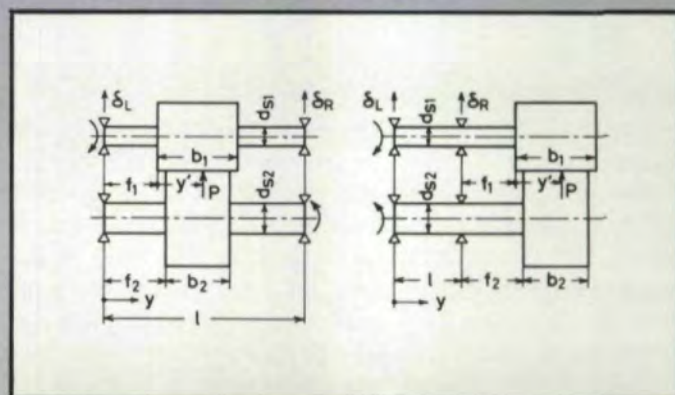 δL
δR
dS1
b1
f1
y'
P
dS2
f2
b2
y
l
δL
δR
dS1
b1
f1
y'
P
dS2
l
f2
b2
y